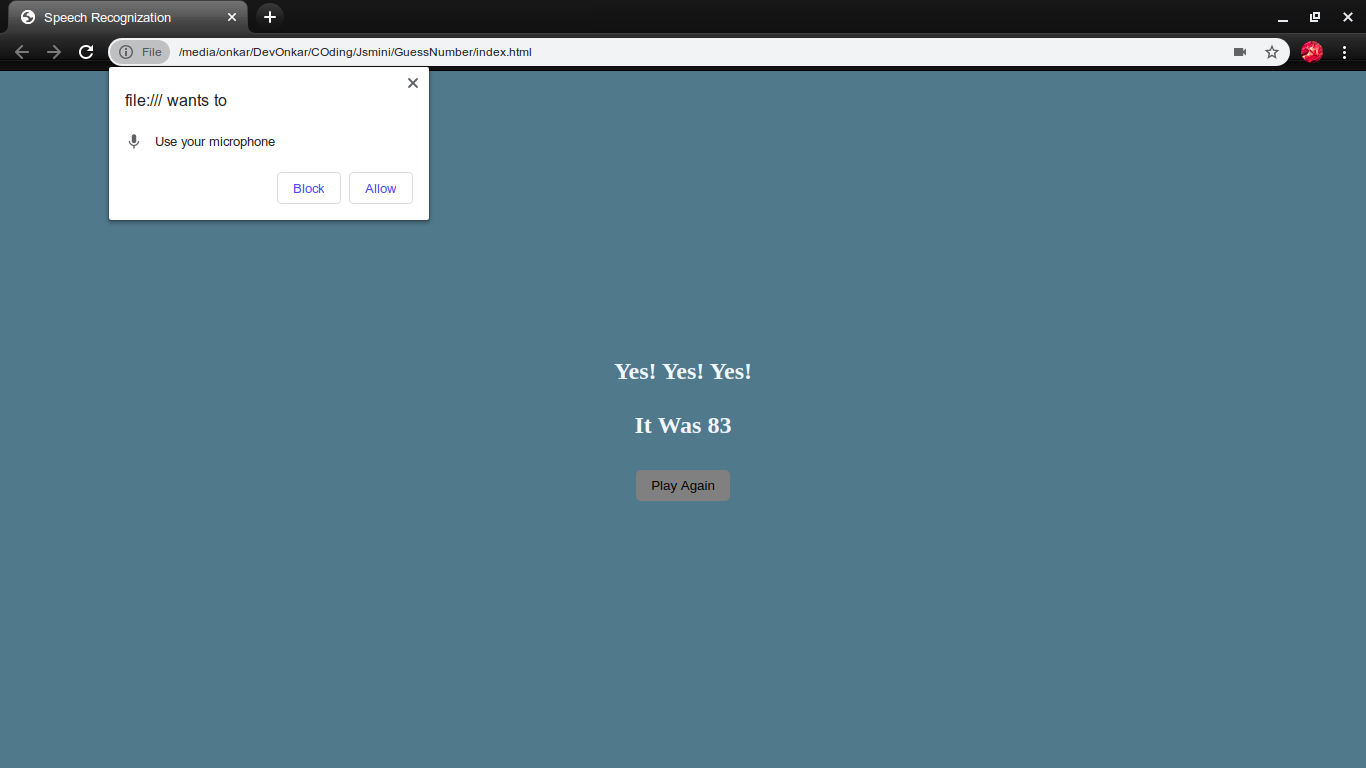 Speech Recognization
File /media/onkar/DevOnkar/COding/Jsmini/GuessNumber/index.html
file:/// wants to
Use your microphone
Block Allow
Yes! Yes! Yes!
It Was 83
Play Again